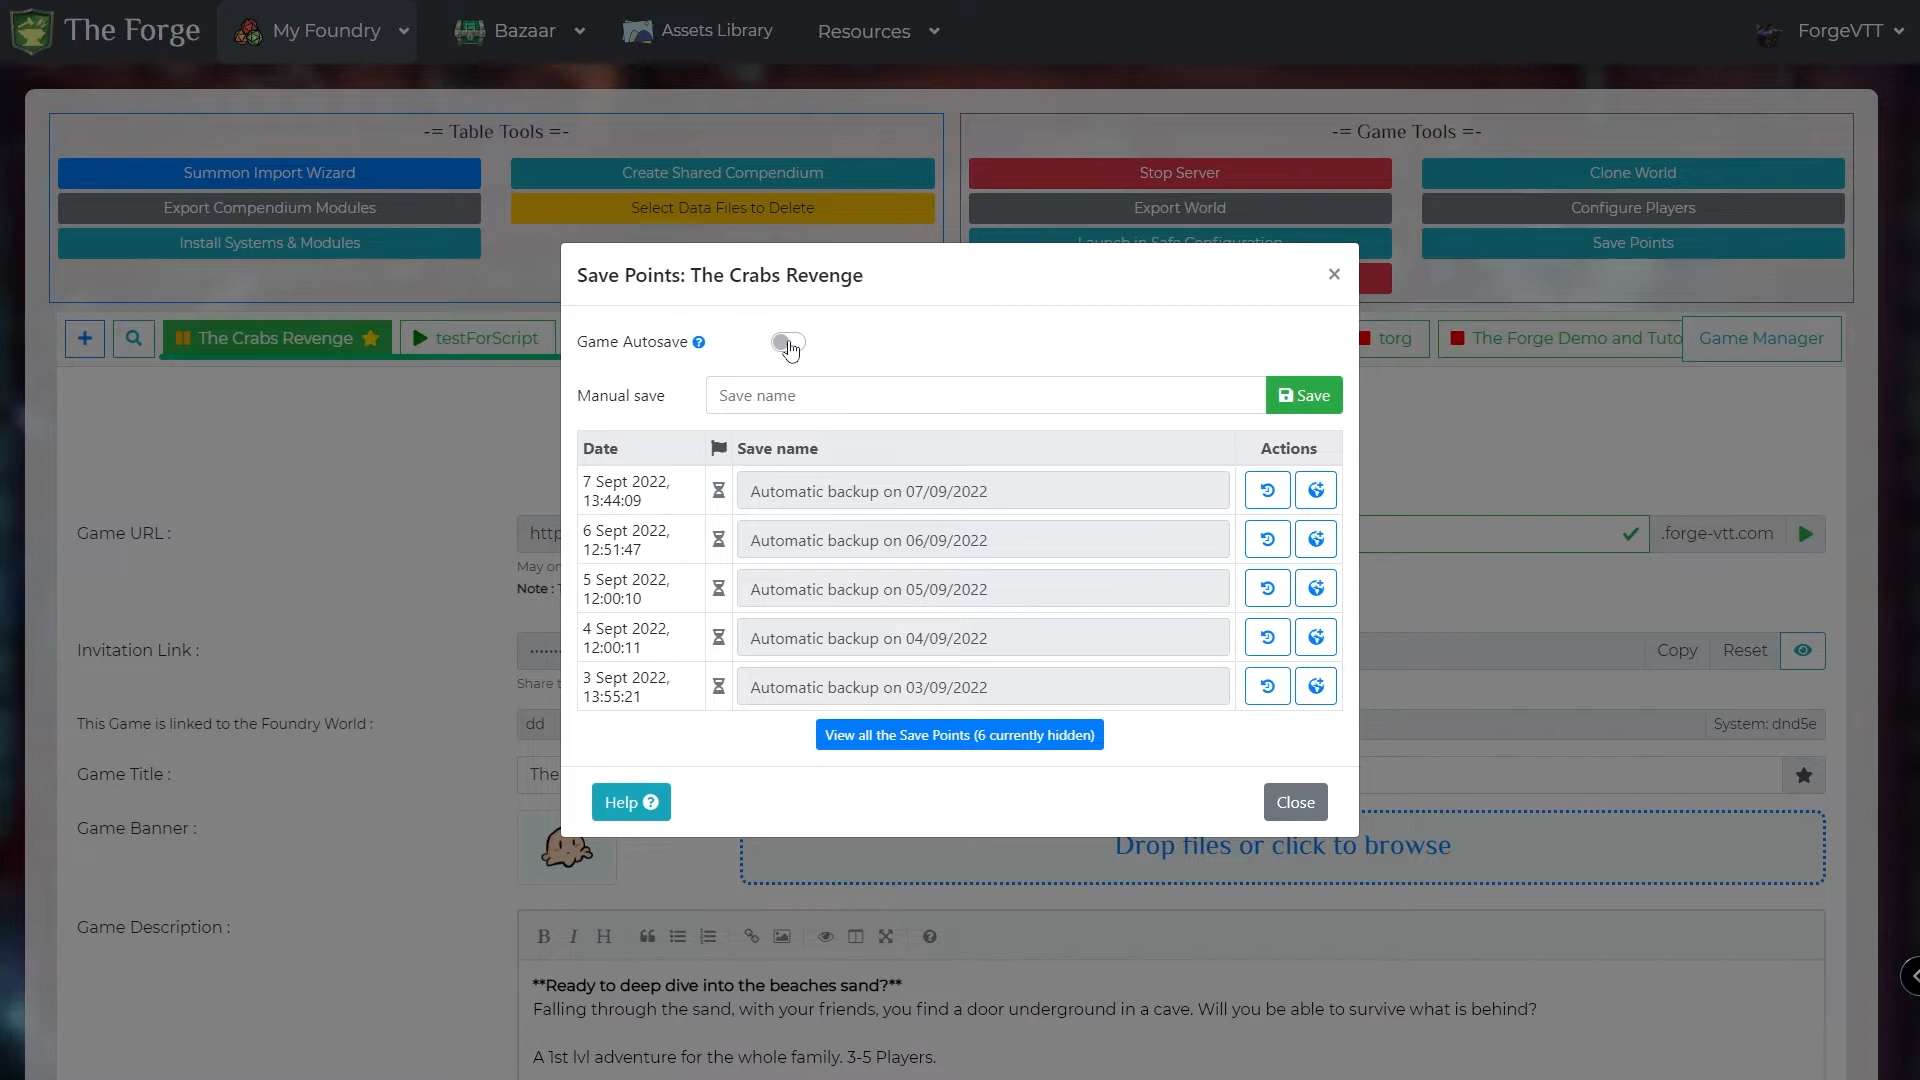 The Forge
My Foundry
Bazaar
Assets Library
Resources
ForgeVTT
-= Table Tools =-
Summon Import Wizard
Create Shared Compendium
Export Compendium Modules
Select Data Files to Delete
Install Systems & Modules
-= Game Tools =-
Stop Server
Clone World
Export World
Configure Players
Launch in Safe Configuration
Save Points
The Crabs Revenge
testForScript
torg
The Forge Demo and Tuto
Game Manager
Save Points: The Crabs Revenge
×
Game Autosave
Manual save
Save name
Save
Date
Save name
Actions
7 Sept 2022,
13:44:09
Automatic backup on 07/09/2022
6 Sept 2022,
12:51:47
Automatic backup on 06/09/2022
5 Sept 2022,
12:00:10
Automatic backup on 05/09/2022
4 Sept 2022,
12:00:11
Automatic backup on 04/09/2022
3 Sept 2022,
13:55:21
Automatic backup on 03/09/2022
View all the Save Points (6 currently hidden)
Help
Close
Game URL :
http
.forge-vtt.com
May on
Note :
Invitation Link :
Copy
Reset
Share t
This Game is linked to the Foundry World :
dd
System: dnd5e
Game Title :
The
Game Banner :
Drop files or click to browse
Game Description :
B I H
**Ready to deep dive into the beaches sand?**
Falling through the sand, with your friends, you find a door underground in a cave. Will you be able to survive what is behind?
A 1st lvl adventure for the whole family. 3-5 Players.